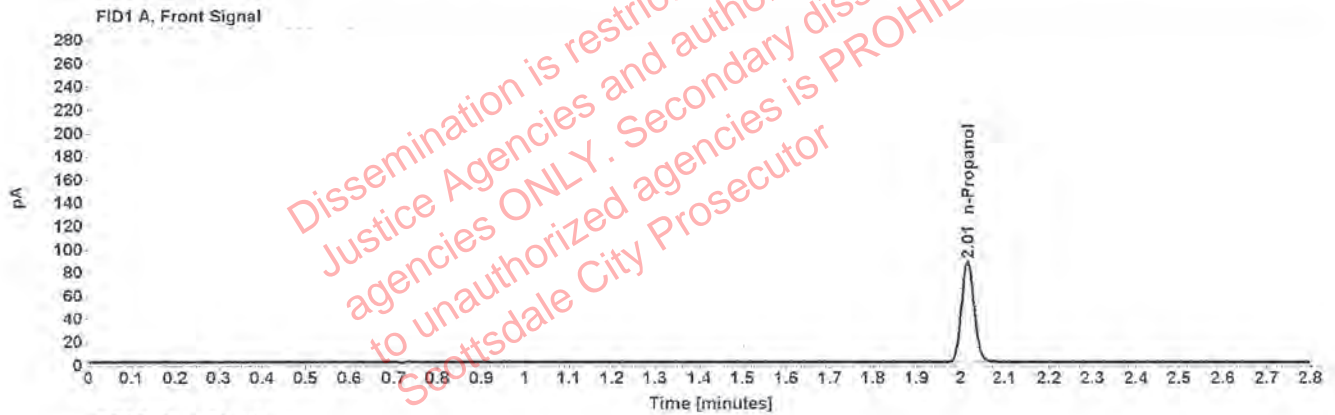 FID1 A, Front Signal
280
260
240
220
200
180
160
140
120
100
80
60
40
20
0
pA
2.01 n-Propanol
0 0.1 0.2 0.3 0.4 0.5 0.6 0.7 0.8 0.9 1 1.1 1.2 1.3 1.4 1.5 1.6 1.7 1.8 1.9 2 2.1 2.2 2.3 2.4 2.5 2.6 2.7 2.8
Time [minutes]
Dissemination is
Justice Agencies and
agencies ONLY. Secondary
to unauthorized agencies is
Scottsdale City Prosecutor